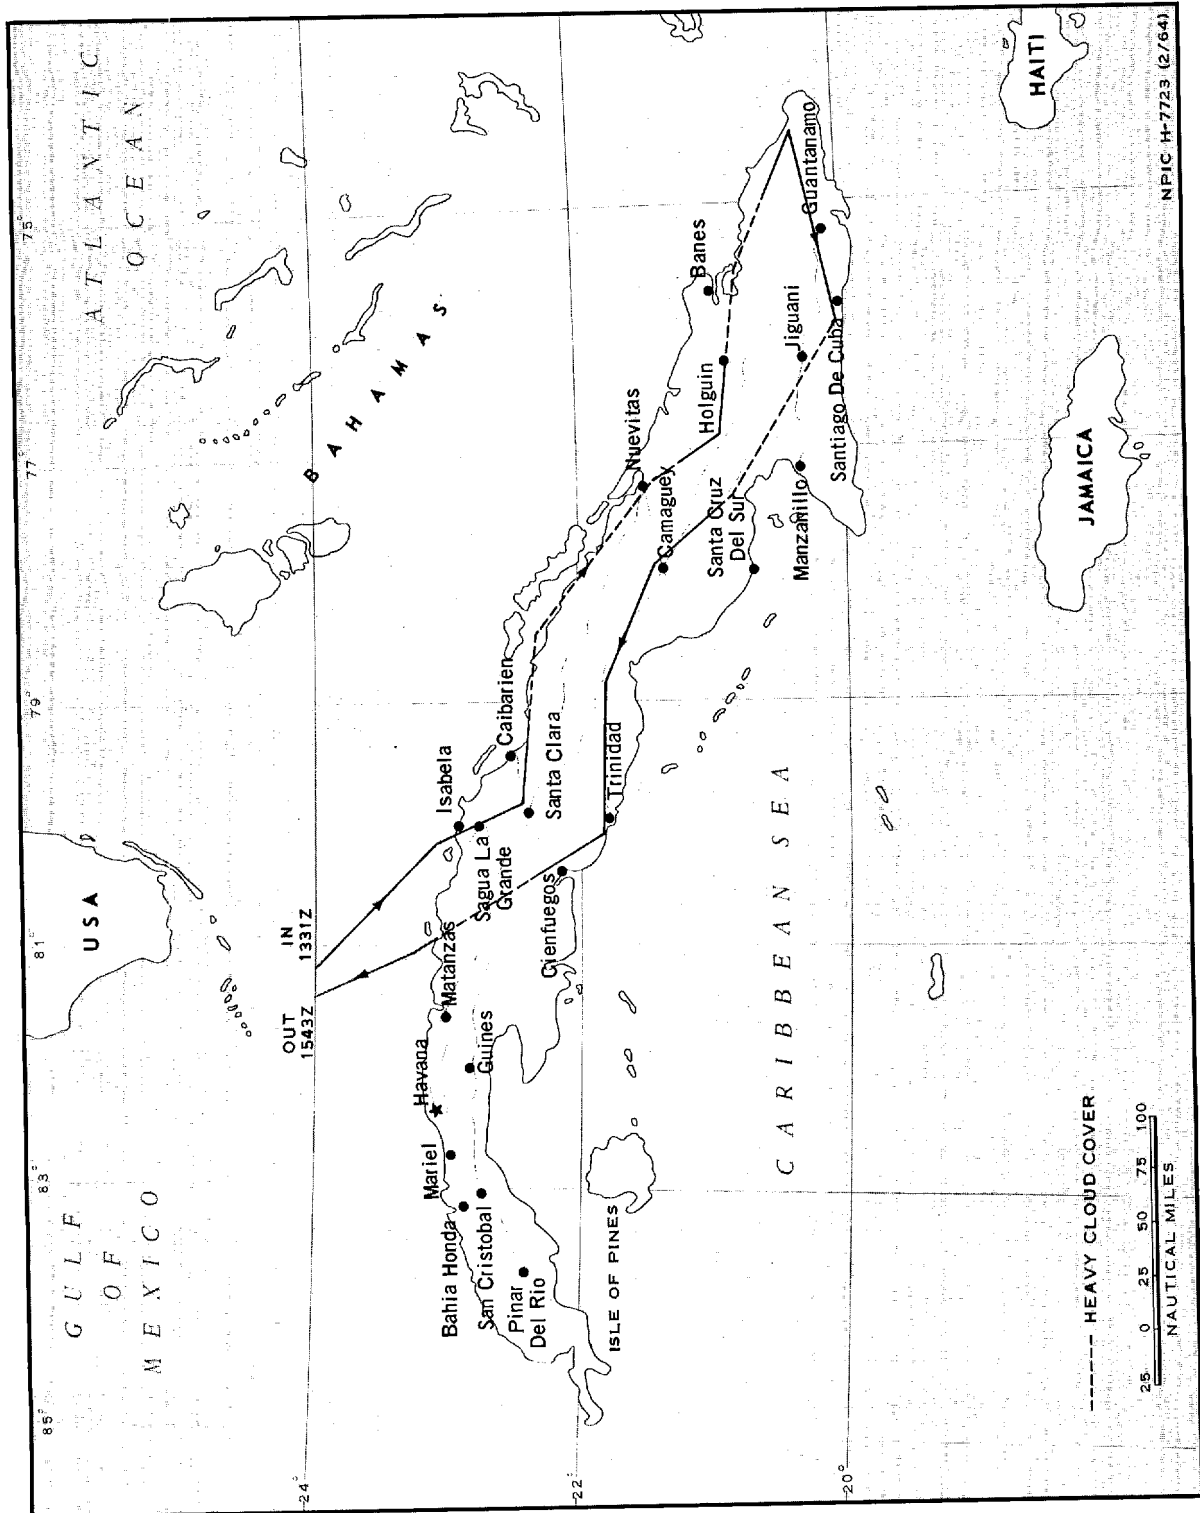 GULF
OF
MEXICO
USA
ATLANTIC
OCEAN
BAHAMAS
85°
83°
81°
79°
77
75°
24°
22°
20°
OUT
1543Z
IN
1331Z
Havana
Mariel
Bahia Honda
San Cristobal
Pinar
Del Rio
Guines
Matanzas
Isabela
Sagua La
Grande
Caibarien
Santa Clara
Cienfuegos
Trinidad
Nuevitas
Camaguey
Santa Cruz
Del Sur
Holguin
Banes
Jiguani
Manzanillo
Santiago De Cuba
Guantanamo
ISLE OF PINES
CARIBBEAN SEA
JAMAICA
HAITI
HEAVY CLOUD COVER
25 0 25 50 75 100
NAUTICAL MILES
NPIC H-7723 (2/64)